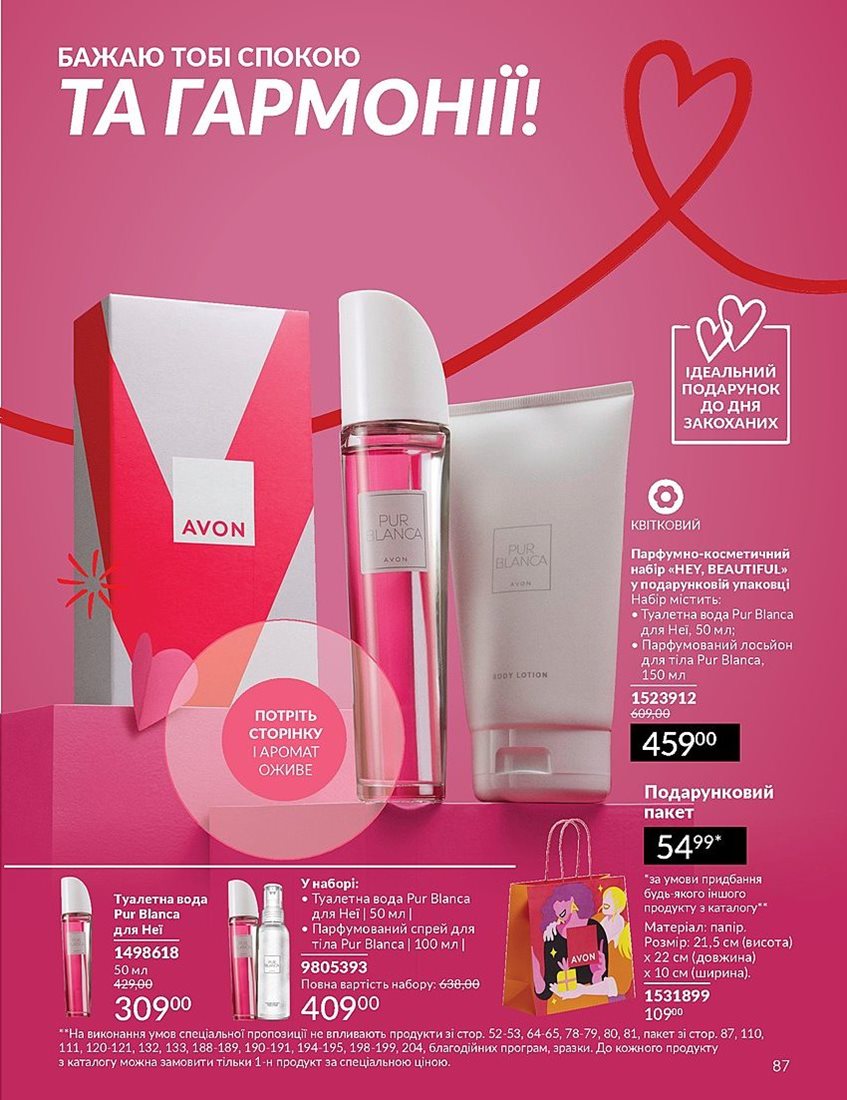 БАЖАЮ ТОБІ СПОКОЮ
ТА ГАРМОНІЇ!
ІДЕАЛЬНИЙ
ПОДАРУНОК
ДО ДНЯ
ЗАКОХАНИХ
AVON
PUR
BLANCA
AVON
PUR
BLANCA
AVON
BODY LOTION
КВІТКОВИЙ
Парфумно-косметичний
набір «HEY, BEAUTIFUL»
у подарунковій упаковці
Набір містить:
• Туалетна вода Pur Blanca
для Неї, 50 мл;
• Парфумований лосьйон
для тіла Pur Blanca,
150 мл
1523912
609,00
45900
ПОТРІТЬ
СТОРІНКУ
І АРОМАТ
ОЖИВЕ
Подарунковий
пакет
54,99*
*за умови придбання
будь-якого іншого
продукту з каталогу**
Матеріал: папір.
Розмір: 21,5 см (висота)
х 22 см (довжина)
х 10 см (ширина).
1531899
10900
AVON
Туалетна вода
Pur Blanca
для Неї
1498618
50 мл
429,00
30900
У наборі:
• Туалетна вода Pur Blanca
для Неї | 50 мл |
• Парфумований спрей для
тіла Pur Blanca | 100 мл |
9805393
Повна вартість набору: 638,00
40900
**На виконання умов спеціальної пропозиції не впливають продукти зі стор. 52-53, 64-65, 78-79, 80, 81, пакет зі стор. 87, 110,
111, 120-121, 132, 133, 188-189, 190-191, 194-195, 198-199, 204, благодійних програм, зразки. До кожного продукту
з каталогу можна замовити тільки 1-н продукт за спеціальною ціною.
87